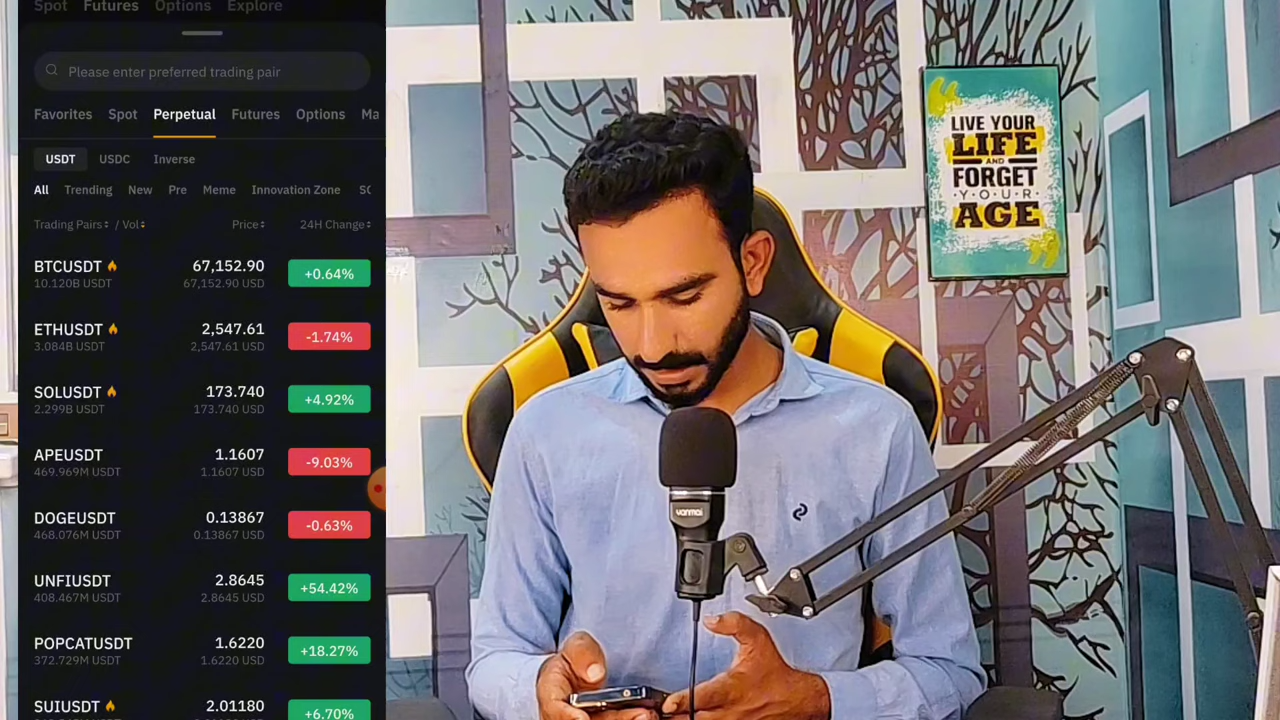 Spot Futures Options Explore
Please enter preferred trading pair
Favorites Spot Perpetual Futures Options Ma
USDT USDC Inverse
All Trending New Pre Meme Innovation Zone
Trading Pairs / Vol Price 24H Change
BTCUSDT 67,152.90 +0.64%
10.120B USDT 67,152.90 USD
ETHUSDT 2,547.61 -1.74%
3.084B USDT 2,547.61 USD
SOLUSDT 173.740 +4.92%
2.299B USDT 173.740 USD
APEUSDT 1.1607 -9.03%
469.969M USDT 1.1607 USD
DOGEUSDT 0.13867 -0.63%
468.076M USDT 0.13867 USD
UNFIUSDT 2.8645 +54.42%
408.467M USDT 2.8645 USD
POPCATUSDT 1.6220 +18.27%
372.729M USDT 1.6220 USD
SUIUSDT 2.01180 +6.70%
LIVE YOUR
LIFE
AND
FORGET
YOUR
AGE
vanmai